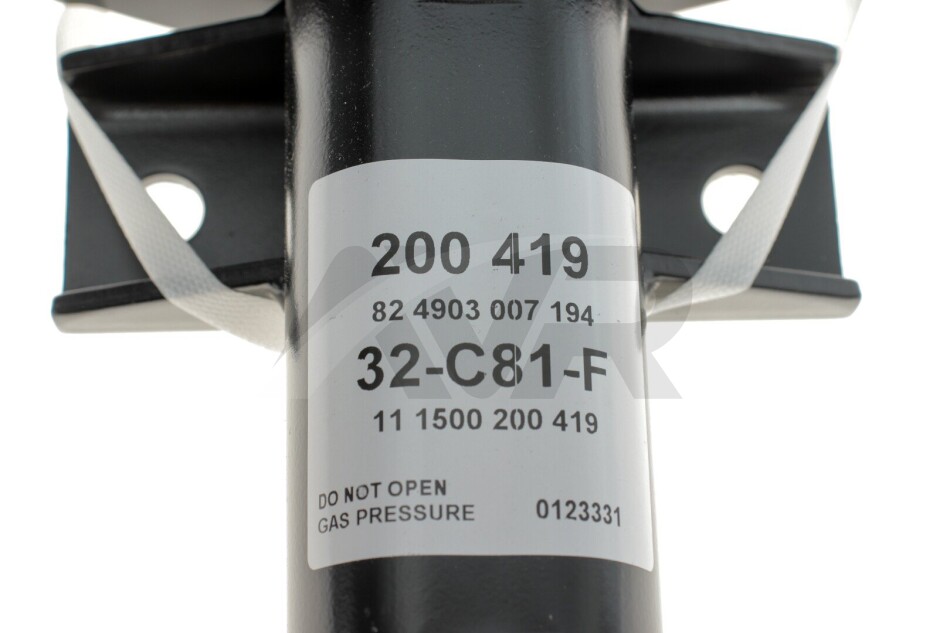 200 419
82 4903 007 194
32-C81-F
11 1500 200 419
DO NOT OPEN
GAS PRESSURE 0123331